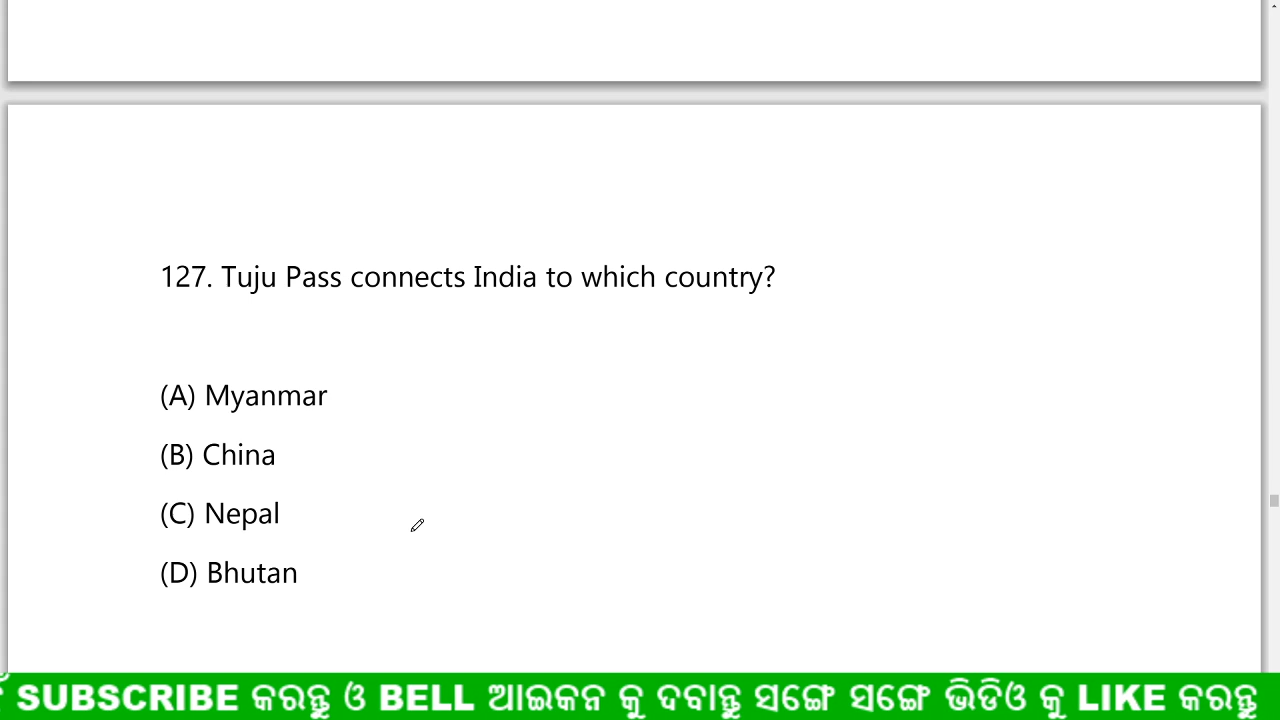 127. Tuju Pass connects India to which country?
(A) Myanmar
(B) China
(C) Nepal
(D) Bhutan
SUBSCRIBE କରନ୍ତୁ ଓ BELL ଆଇକନ କୁ ଦବାନ୍ତୁ ସଙ୍ଗେ ସଙ୍ଗେ ଭିଡିଓ କୁ LIKE କରନ୍ତୁ